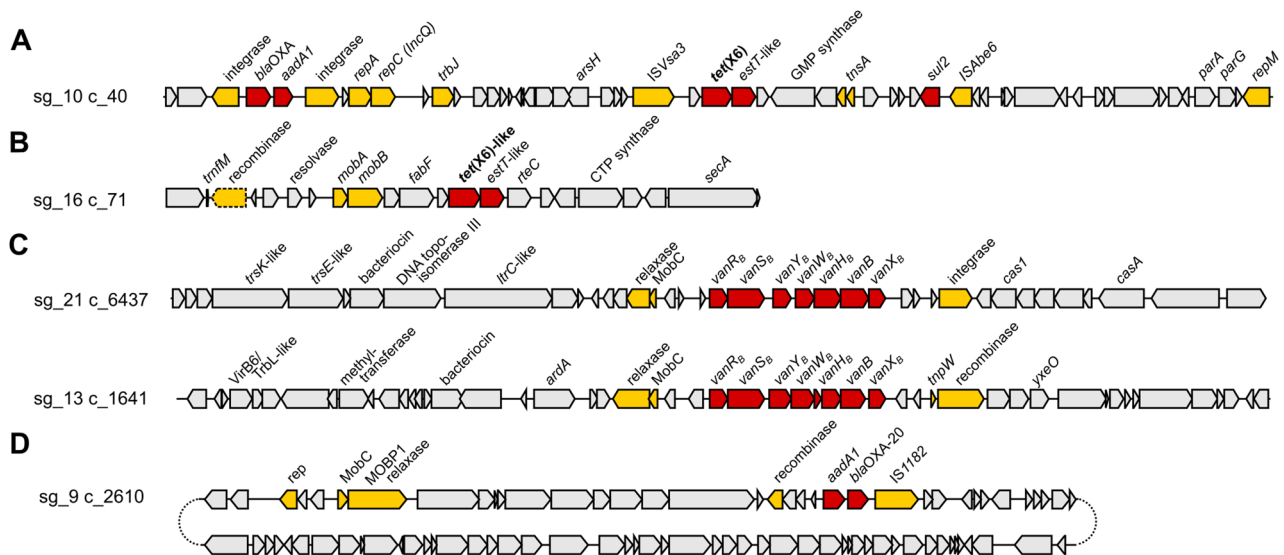 A
integrase
blaOXA
aadA1
integrase
repA
repC (IncQ)
trbJ
arsH
ISVsa3
tet(X6)
estT-like
GMP synthase
tnsA
sul2
ISAbe6
parA
parG
repM
sg_10 c_40
B
trnfM
recombinase
resolvase
mobA
mobB
fabF
tet(X6)-like
estT-like
rfeC
CTP synthase
secA
sg_16 c_71
C
trsK-like
trsE-like
bacteriocin
DNA topo-
isomerase III
ltrC-like
relaxase
MobC
vanRB
vanSB
vanYB
vanWB
vanHB
vanB
vanXB
integrase
cas1
casA
sg_21 c_6437
VirB6/
TrbL-like
methyl-
transferase
bacteriocin
ardA
relaxase
MobC
vanRB
vanSB
vanYB
vanWB
vanHB
vanB
vanXB
tnpW
recombinase
yxeO
sg_13 c_1641
D
rep
MobC
MOBP1
relaxase
recombinase
aadA1
blaOXA-20
IS1182
sg_9 c_2610